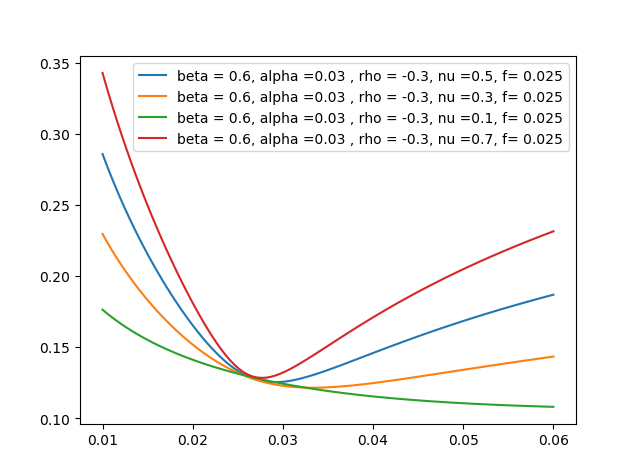 0.35
0.30
0.25
0.20
0.15
0.10
beta = 0.6, alpha =0.03 , rho = -0.3, nu =0.5, f= 0.025
beta = 0.6, alpha =0.03 , rho = -0.3, nu =0.3, f= 0.025
beta = 0.6, alpha =0.03 , rho = -0.3, nu =0.1, f= 0.025
beta = 0.6, alpha =0.03 , rho = -0.3, nu =0.7, f= 0.025
0.01 0.02 0.03 0.04 0.05 0.06